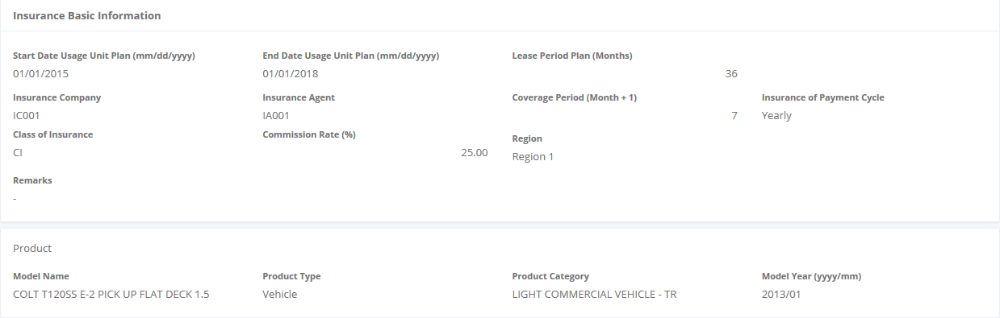 Insurance Basic Information
Start Date Usage Unit Plan (mm/dd/yyyy) End Date Usage Unit Plan (mm/dd/yyyy) Lease Period Plan (Months)
01/01/2015 01/01/2018 36
Insurance Company Insurance Agent Coverage Period (Month + 1) Insurance of Payment Cycle
IC001 IA001 7 Yearly
Class of Insurance Commission Rate (%) Region
CI 25.00 Region 1
Remarks
-
Product
Model Name Product Type Product Category Model Year (yyyy/mm)
COLT T120SS E-2 PICK UP FLAT DECK 1.5 Vehicle LIGHT COMMERCIAL VEHICLE - TR 2013/01